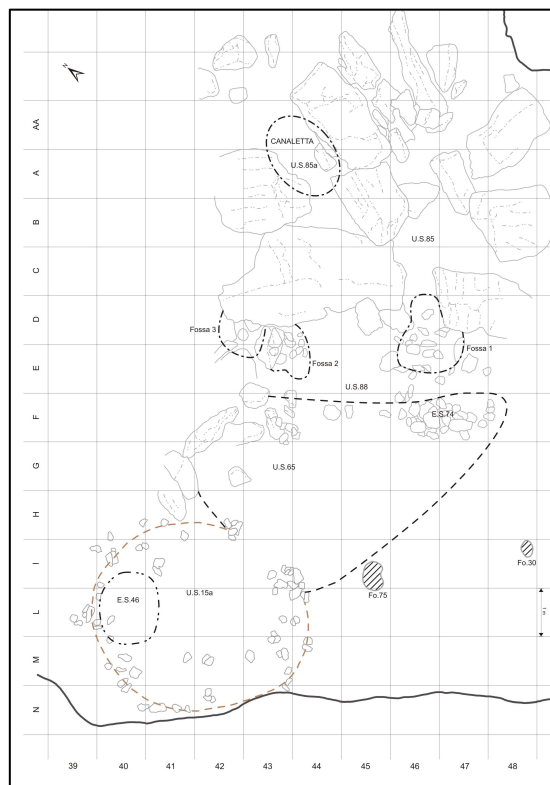 N
AA
CANALETTA
U.S.85a
A
B
U.S.85
C
D
Fossa 3
Fossa 1
E
Fossa 2
U.S.88
F
E.S.74
G
U.S.65
H
I
Fo.30
Fo.75
U.S.15a
E.S.46
L
M
N
39 40 41 42 43 44 45 46 47 48